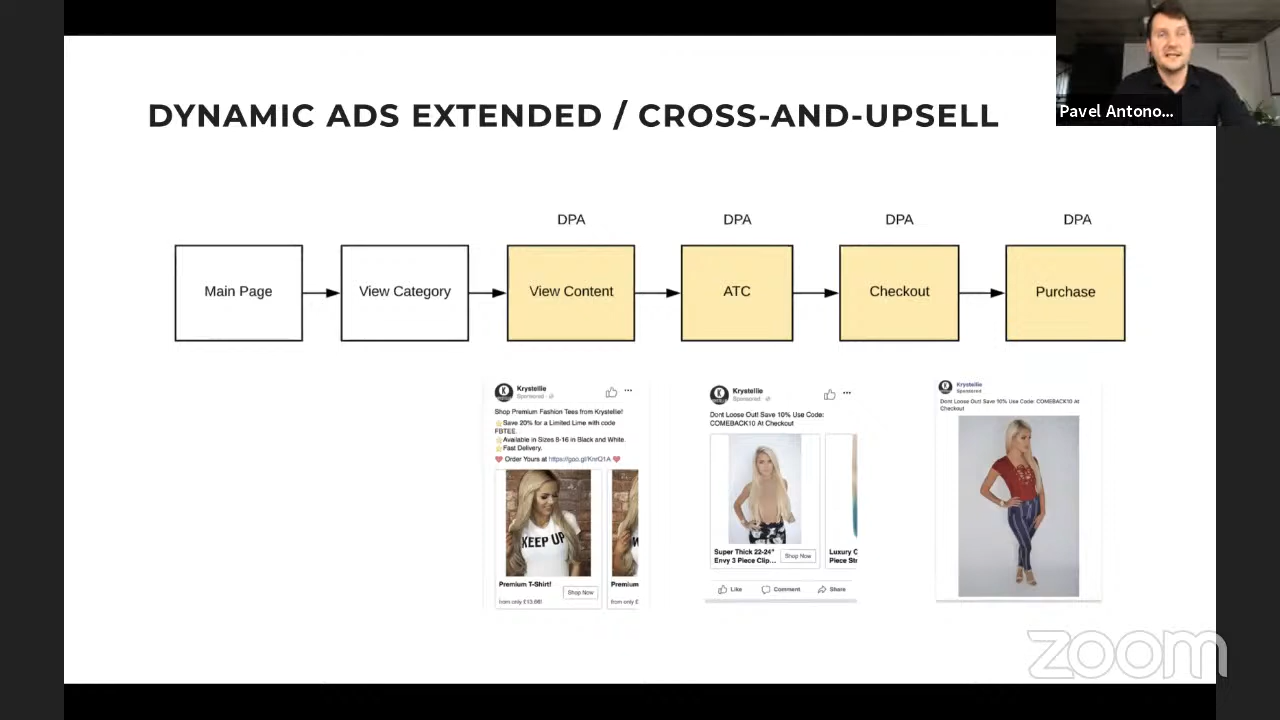 DYNAMIC ADS EXTENDED / CROSS-AND-UPSELL
Pavel Antono...
DPA
DPA
DPA
DPA
Main Page
View Category
View Content
ATC
Checkout
Purchase
Krystellie
Sponsored
Shop Premium Fashion Tees from Krystellie!
Save 20% for a Limited Lime with code
FBTEE.
Available in Sizes 8-16 in Black and White.
Fast Delivery.
Order Yours at https://goo.gl/KnrQ1A
KEEP UP
Premium T-Shirt!
Shop Now
Premium
from only £
Krystellie
Sponsored
Dont Loose Out! Save 10% Use Code:
COMEBACK10 At Checkout
Super Thick 22-24"
Envy 3 Piece Clip...
Shop Now
Luxury C
Piece Str
Like
Comment
Share
Krystellie
Sponsored
Dont Loose Out! Save 10% Use Code: COMEBACK10 At
Checkout
zoom